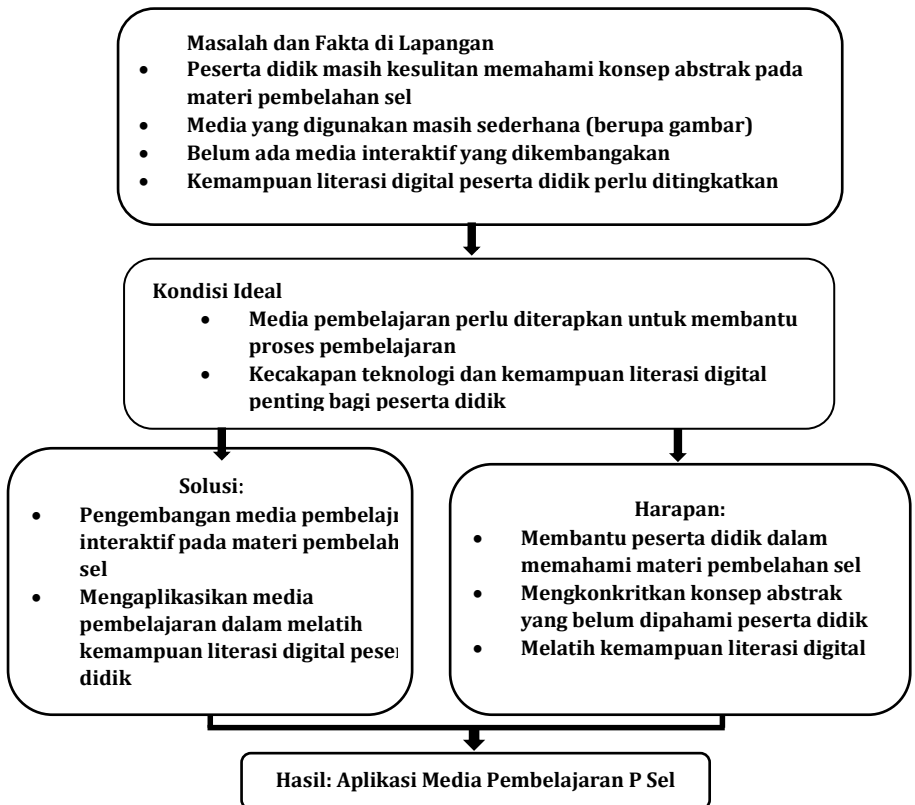 Masalah dan Fakta di Lapangan
• Peserta didik masih kesulitan memahami konsep abstrak pada
materi pembelahan sel
• Media yang digunakan masih sederhana (berupa gambar)
• Belum ada media interaktif yang dikembangakan
• Kemampuan literasi digital peserta didik perlu ditingkatkan
Kondisi Ideal
• Media pembelajaran perlu diterapkan untuk membantu
proses pembelajaran
• Kecakapan teknologi dan kemampuan literasi digital
penting bagi peserta didik
Solusi:
• Pengembangan media
interaktif pada materi
sel
• Mengaplikasikan media
pembelajaran dalam melatih
kemampuan literasi digital
didik
Harapan:
• Membantu peserta didik dalam
memahami materi pembelahan sel
• Mengkonkritkan konsep abstrak
yang belum dipahami peserta didik
• Melatih kemampuan literasi digital
Hasil: Aplikasi Media Pembelajaran P Sel